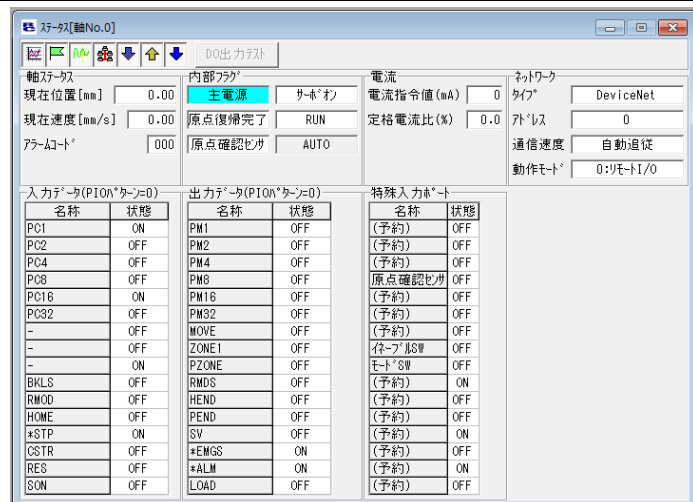 ステータス[軸No.0]
DO出力テスト
軸ステータス
現在位置[mm] 0.00
現在速度[mm/s] 0.00
アラームコード 000
内部フラグ
主電源 サーボオン
原点復帰完了 RUN
原点確認センサ AUTO
電流
電流指令値(mA) 0
定格電流比(%) 0.0
ネットワーク
タイプ DeviceNet
アドレス 0
通信速度 自動追従
動作モード 0:リモートI/O
入力データ(PIOパターン=0)
名称 状態
PC1 ON
PC2 OFF
PC4 OFF
PC8 OFF
PC16 ON
PC32 OFF
- OFF
- OFF
- ON
BKLS OFF
RMOD OFF
HOME OFF
*STP ON
CSTR OFF
RES OFF
SON OFF
出力データ(PIOパターン=0)
名称 状態
PM1 OFF
PM2 OFF
PM4 OFF
PM8 OFF
PM16 OFF
PM32 OFF
MOVE OFF
ZONE1 OFF
PZONE OFF
RMDS OFF
HEND OFF
PEND OFF
SV OFF
*EMGS ON
*ALM ON
LOAD OFF
特殊入力ポート
名称 状態
(予約) OFF
(予約) OFF
(予約) OFF
原点確認センサ OFF
(予約) OFF
(予約) OFF
(予約) OFF
イネーブルSW OFF
モードSW OFF
(予約) ON
(予約) OFF
(予約) OFF
(予約) ON
(予約) OFF
(予約) ON
(予約) OFF